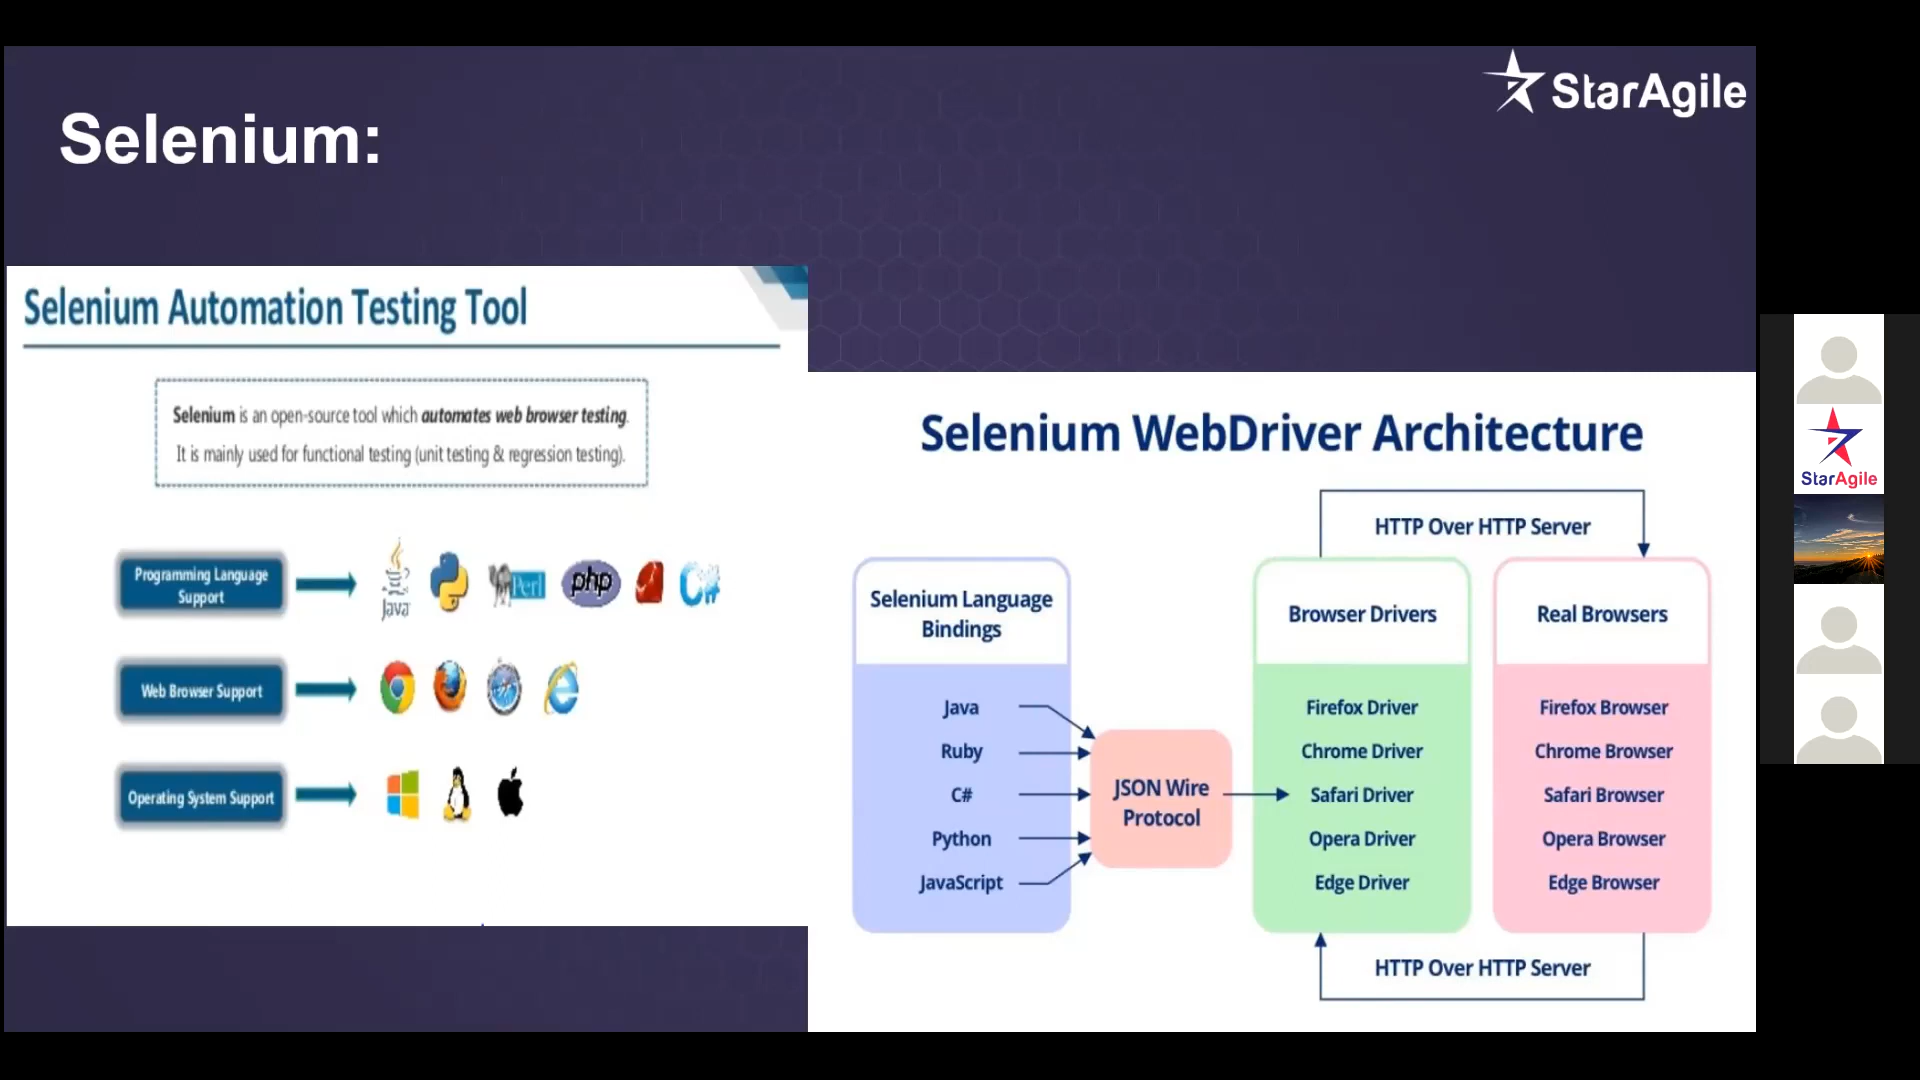 StarAgile
Selenium:
Selenium Automation Testing Tool
Selenium is an open-source tool which automates web browser testing.
It is mainly used for functional testing (unit testing & regression testing).
Programming Language
Support
Java
Perl
php
C#
Web Browser Support
Operating System Support
Selenium WebDriver Architecture
HTTP Over HTTP Server
Selenium Language
Bindings
Java
Ruby
C#
Python
JavaScript
JSON Wire
Protocol
Browser Drivers
Firefox Driver
Chrome Driver
Safari Driver
Opera Driver
Edge Driver
Real Browsers
Firefox Browser
Chrome Browser
Safari Browser
Opera Browser
Edge Browser
HTTP Over HTTP Server
StarAgile